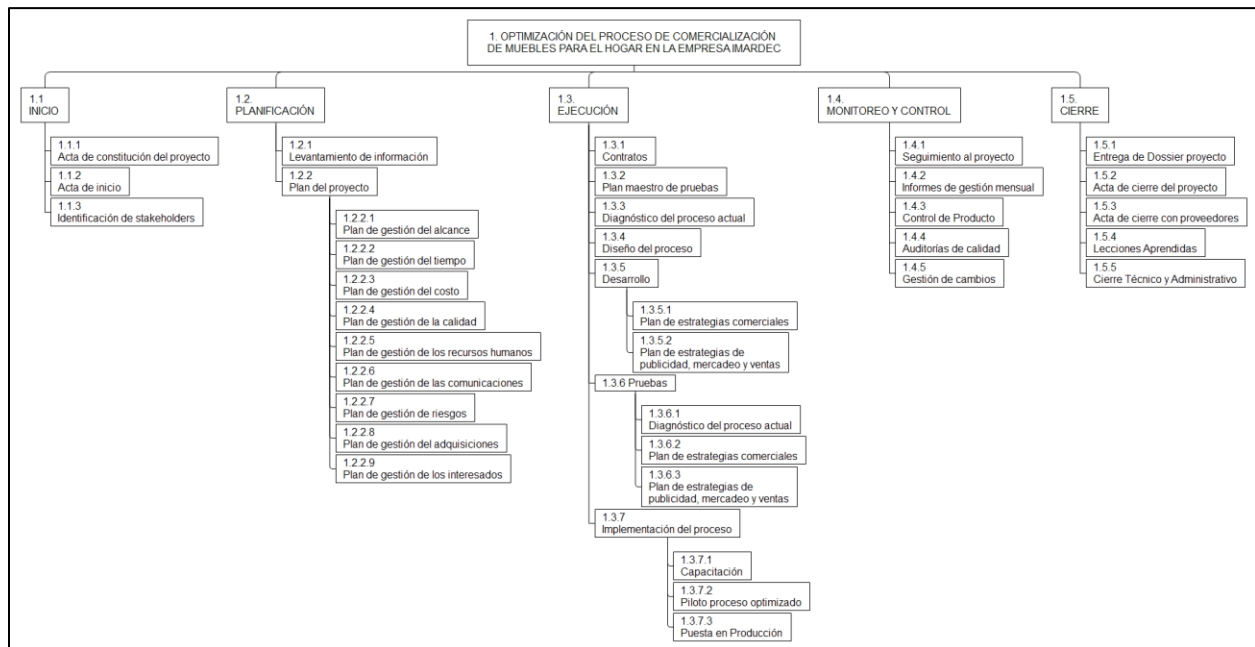 1. OPTIMIZACIÓN DEL PROCESO DE COMERCIALIZACIÓN
DE MUEBLES PARA EL HOGAR EN LA EMPRESA IMARDEC
1.1
INICIO
1.1.1
Acta de constitución del proyecto
1.1.2
Acta de inicio
1.1.3
Identificación de stakeholders
1.2.
PLANIFICACIÓN
1.2.1
Levantamiento de información
1.2.2
Plan del proyecto
1.2.2.1
Plan de gestión del alcance
1.2.2.2
Plan de gestión del tiempo
1.2.2.3
Plan de gestión del costo
1.2.2.4
Plan de gestión de la calidad
1.2.2.5
Plan de gestión de los recursos humanos
1.2.2.6
Plan de gestión de las comunicaciones
1.2.2.7
Plan de gestión de riesgos
1.2.2.8
Plan de gestión del adquisiciones
1.2.2.9
Plan de gestión de los interesados
1.3.
EJECUCIÓN
1.3.1
Contratos
1.3.2
Plan maestro de pruebas
1.3.3
Diagnóstico del proceso actual
1.3.4
Diseño del proceso
1.3.5
Desarrollo
1.3.5.1
Plan de estrategias comerciales
1.3.5.2
Plan de estrategias de
publicidad, mercadeo y ventas
1.3.6 Pruebas
1.3.6.1
Diagnóstico del proceso actual
1.3.6.2
Plan de estrategias comerciales
1.3.6.3
Plan de estrategias de
publicidad, mercadeo y ventas
1.3.7
Implementación del proceso
1.3.7.1
Capacitación
1.3.7.2
Piloto proceso optimizado
1.3.7.3
Puesta en Producción
1.4.
MONITOREO Y CONTROL
1.4.1
Seguimiento al proyecto
1.4.2
Informes de gestión mensual
1.4.3
Control de Producto
1.4.4
Auditorías de calidad
1.4.5
Gestión de cambios
1.5.
CIERRE
1.5.1
Entrega de Dossier proyecto
1.5.2
Acta de cierre del proyecto
1.5.3
Acta de cierre con proveedores
1.5.4
Lecciones Aprendidas
1.5.5
Cierre Técnico y Administrativo